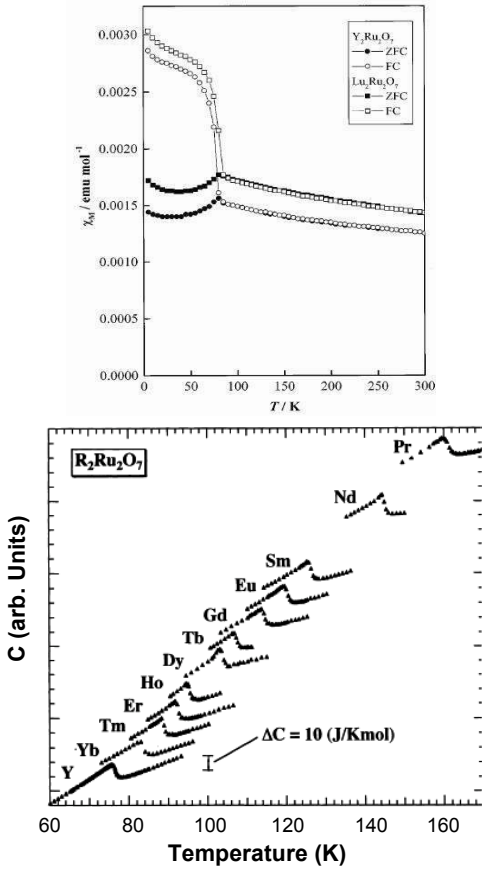 0.0030
0.0025
0.0020
0.0015
0.0010
0.0005
0.0000
χM / emu mol⁻¹
Y₂Ru₂O₇
ZFC
FC
Lu₂Ru₂O₇
ZFC
FC
0 50 100 150 200 250 300
T / K
R₂Ru₂O₇
Pr
Nd
Sm
Eu
Gd
Tb
Dy
Ho
Er
Tm
Yb
Y
ΔC = 10 (J/Kmol)
C (arb. Units)
60 80 100 120 140 160
Temperature (K)